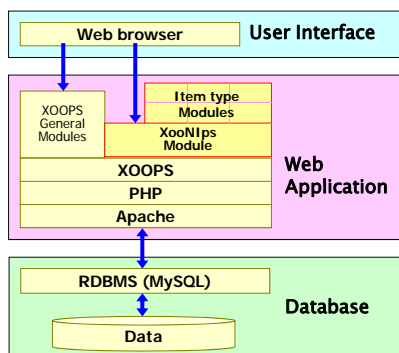 Web browser
User Interface
XOOPS
General
Modules
Item type
Modules
XooNIps
Module
XOOPS
PHP
Apache
Web
Application
RDBMS (MySQL)
Data
Database